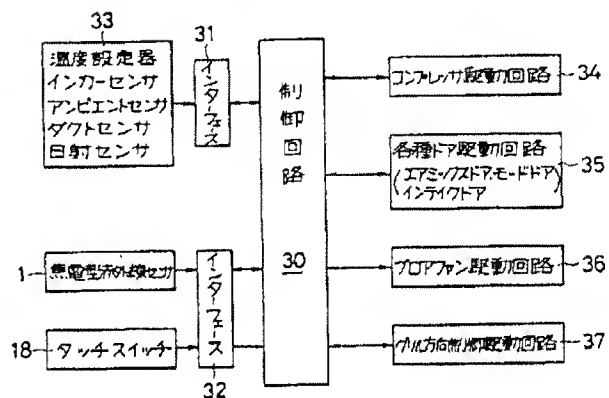 33
温度設定器
インカーセンサ
アンビエントセンサ
ダクトセンサ
日射センサ
31
インターフェース
制御回路
30
コンプレッサ駆動回路
34
各種ドア駆動回路
(エアミックスドア,モードドア
インテイクドア)
35
1
焦電型赤外線センサ
18
タッチスイッチ
インターフェース
32
ブロアファン駆動回路
36
グリル方向制御駆動回路
37